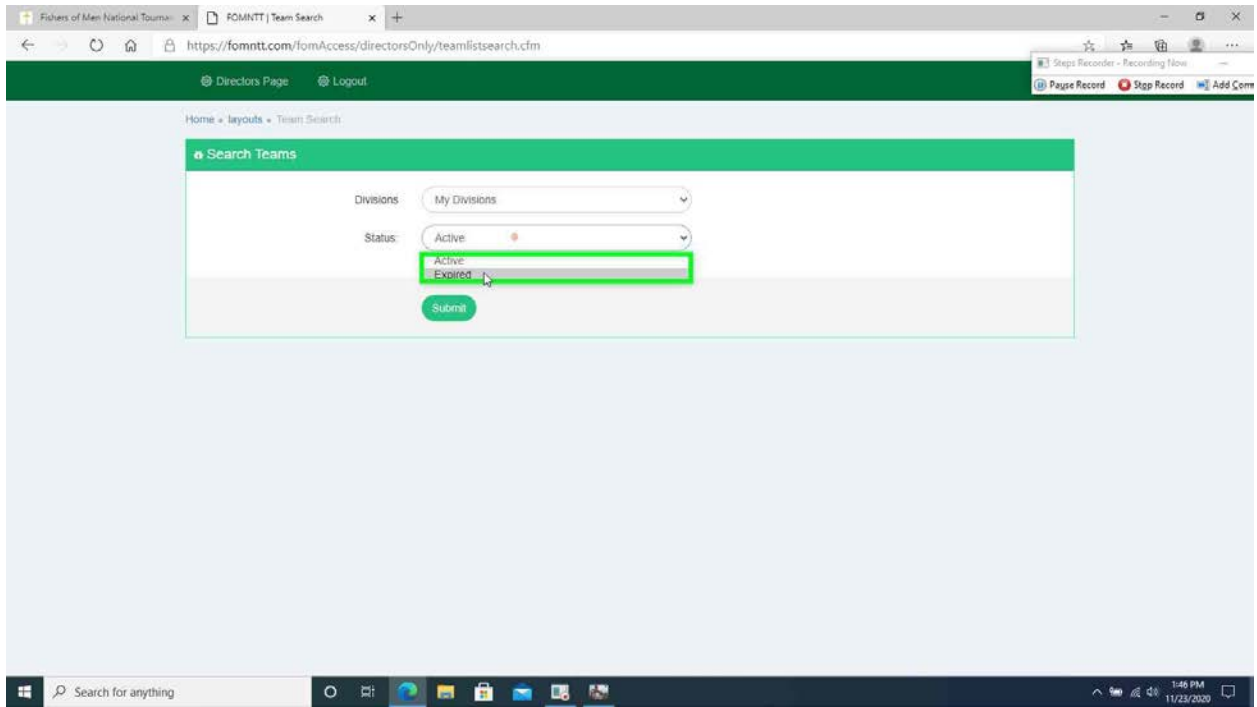 Fishers of Men National Tourna
FOMNTT | Team Search
https://fomntt.com/fomAccess/directorsOnly/teamlistsearch.cfm
Steps Recorder - Recording Now
Directors Page Logout
Pause Record Stop Record Add Com
Home » layouts » Team Search
Search Teams
Divisions My Divisions
Status: Active
Active
Expired
Submit
Search for anything
1:46 PM
11/23/2020